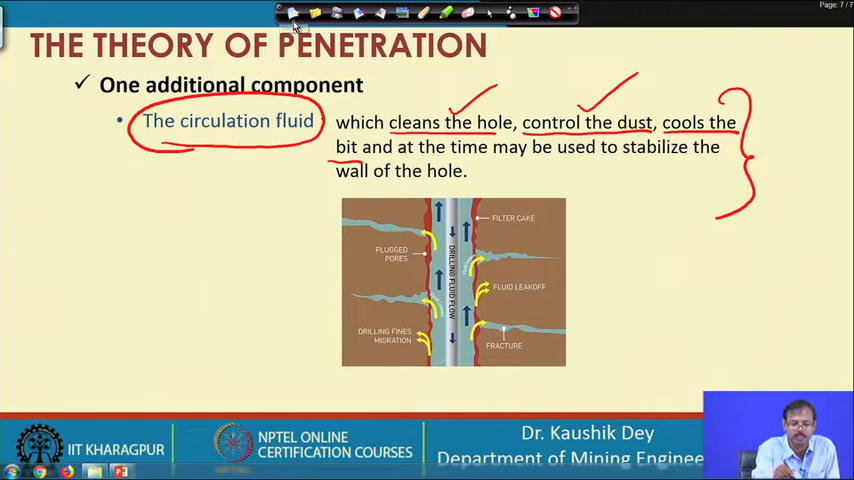 Page: 7 / 7
THE THEORY OF PENETRATION
✓ One additional component
• The circulation fluid
which cleans the hole, control the dust, cools the
bit and at the time may be used to stabilize the
wall of the hole.
FILTER CAKE
PLUGGED
PORES
DRILLING FLUID FLOW
FLUID LEAKOFF
DRILLING FINES
MIGRATION
FRACTURE
IIT KHARAGPUR
NPTEL ONLINE
CERTIFICATION COURSES
Dr. Kaushik Dey
Department of Mining Enginee